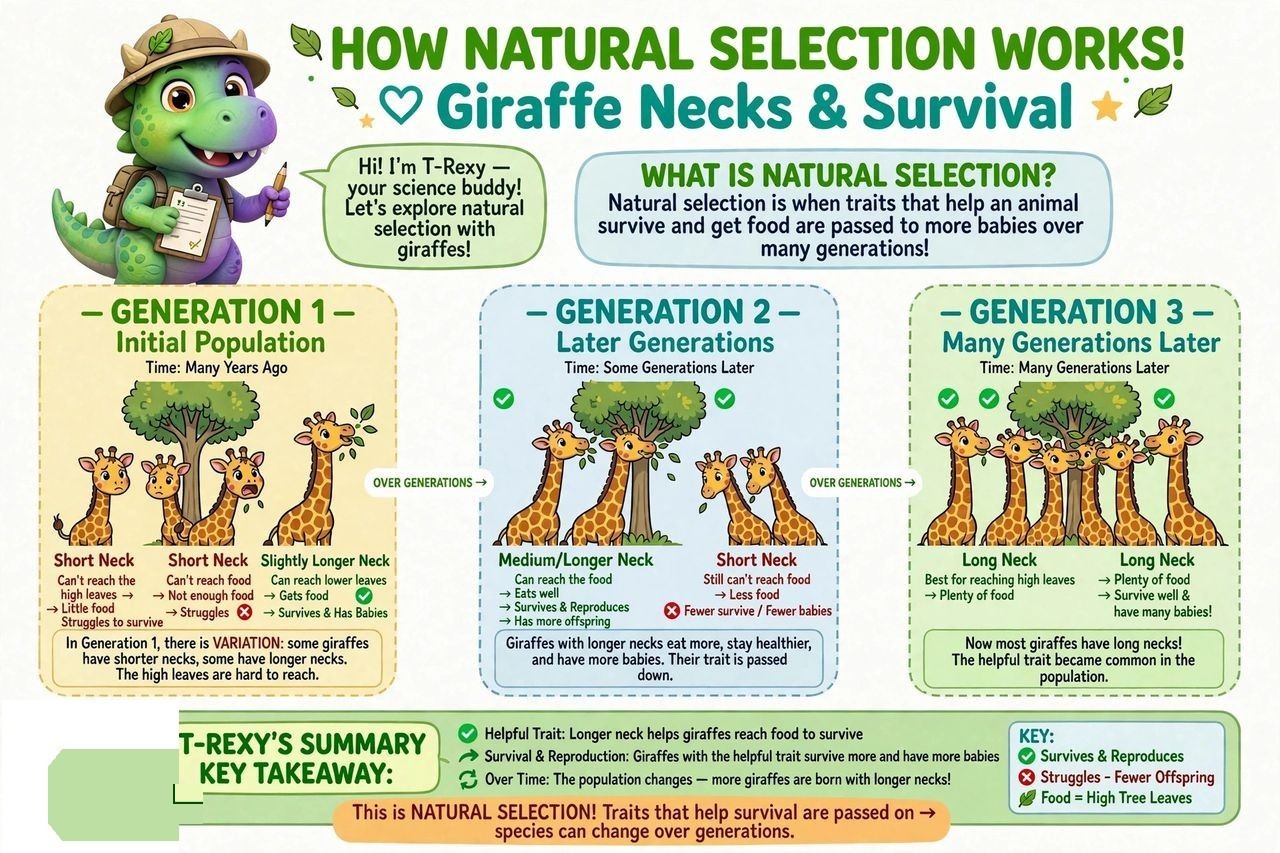 HOW NATURAL SELECTION WORKS!
Giraffe Necks & Survival
Hi! I'm T-Rexy —
your science buddy!
Let's explore natural
selection with
giraffes!
WHAT IS NATURAL SELECTION?
Natural selection is when traits that help an animal
survive and get food are passed to more babies over
many generations!
— GENERATION 1 —
Initial Population
Time: Many Years Ago
Short Neck
Can't reach the
high leaves →
→ Little food
Struggles to survive
Short Neck
Can't reach food
→ Not enough food
→ Struggles
Slightly Longer Neck
Can reach lower leaves
→ Gets food
→ Survives & Has Babies
In Generation 1, there is VARIATION: some giraffes
have shorter necks, some have longer necks.
The high leaves are hard to reach.
OVER GENERATIONS →
— GENERATION 2 —
Later Generations
Time: Some Generations Later
Medium/Longer Neck
Can reach the food
→ Eats well
→ Survives & Reproduces
→ Has more offspring
Short Neck
Still can't reach food
→ Less food
Fewer survive / Fewer babies
Giraffes with longer necks eat more, stay healthier,
and have more babies. Their trait is passed
down.
OVER GENERATIONS →
— GENERATION 3 —
Many Generations Later
Time: Many Generations Later
Long Neck
Best for reaching high leaves
→ Plenty of food
Long Neck
→ Plenty of food
→ Survive well &
have many babies!
Now most giraffes have long necks!
The helpful trait became common in the
population.
T-REXY'S SUMMARY
KEY TAKEAWAY:
Helpful Trait: Longer neck helps giraffes reach food to survive
Survival & Reproduction: Giraffes with the helpful trait survive more and have more babies
Over Time: The population changes — more giraffes are born with longer necks!
KEY:
Survives & Reproduces
Struggles - Fewer Offspring
Food = High Tree Leaves
This is NATURAL SELECTION! Traits that help survival are passed on →
species can change over generations.